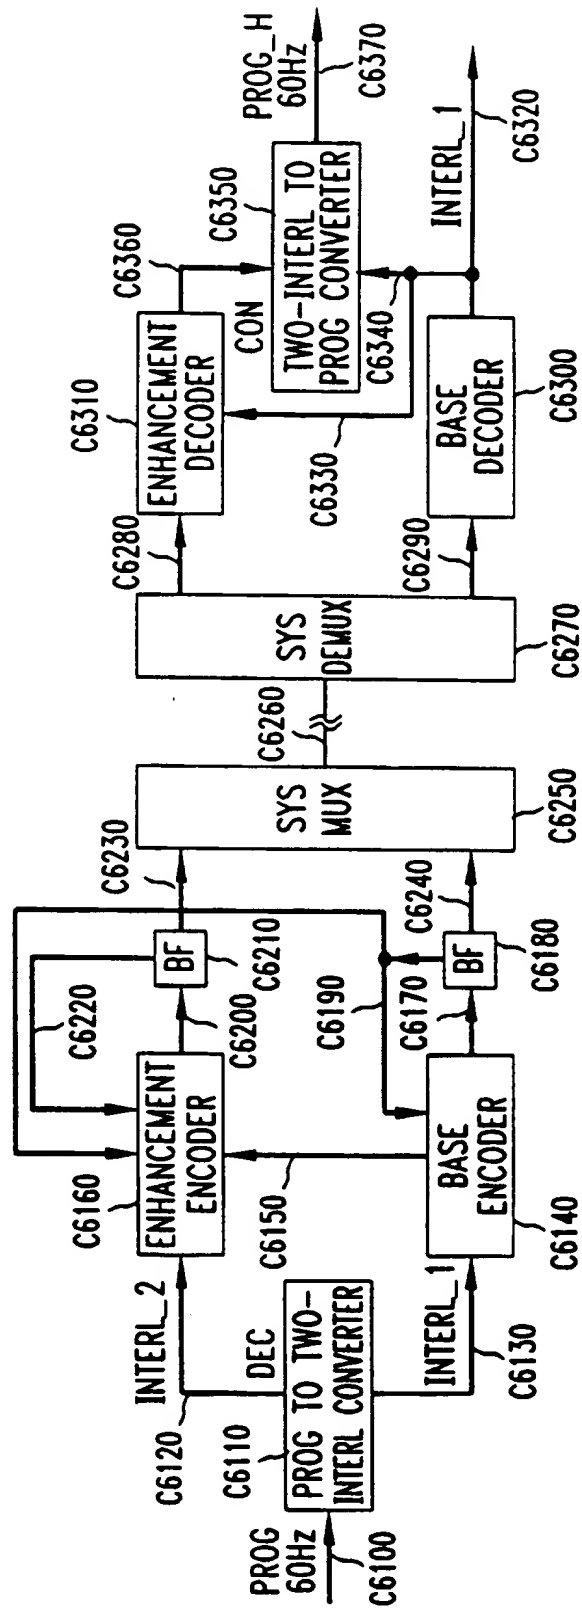 PROG
60Hz
C6100
PROG TO TWO-
INTERL CONVERTER
C6110
DEC
INTERL_2
C6120
INTERL_1
C6130
ENHANCEMENT
ENCODER
C6160
C6150
BASE
ENCODER
C6140
C6220
C6200
BF
C6210
C6190
C6170
BF
C6180
C6230
C6240
SYS
MUX
C6250
C6260
SYS
DEMUX
C6270
C6280
C6290
ENHANCEMENT
DECODER
C6310
C6330
BASE
DECODER
C6300
C6360
CON
TWO-INTERL TO
PROG CONVERTER
C6350
C6340
PROG_H
60Hz
C6370
INTERL_1
C6320